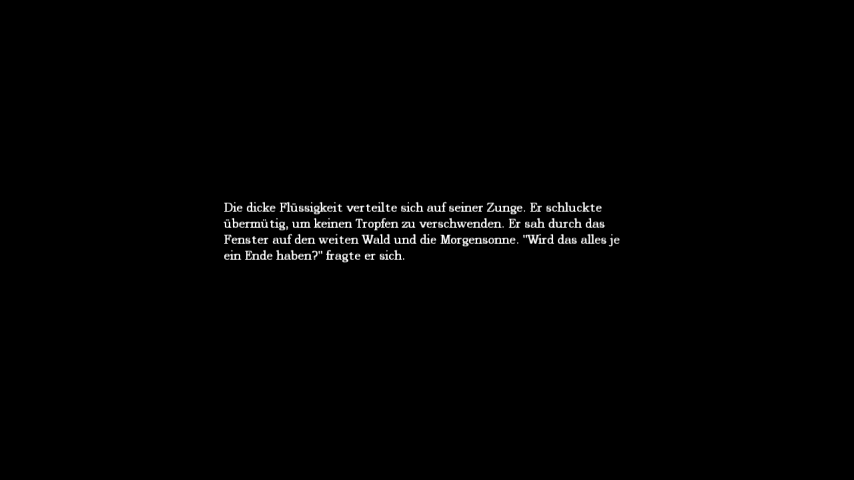 Die dicke Flüssigkeit verteilte sich auf seiner Zunge. Er schluckte
übermütig, um keinen Tropfen zu verschwenden. Er sah durch das
Fenster auf den weiten Wald und die Morgensonne. "Wird das alles je
ein Ende haben?" fragte er sich.